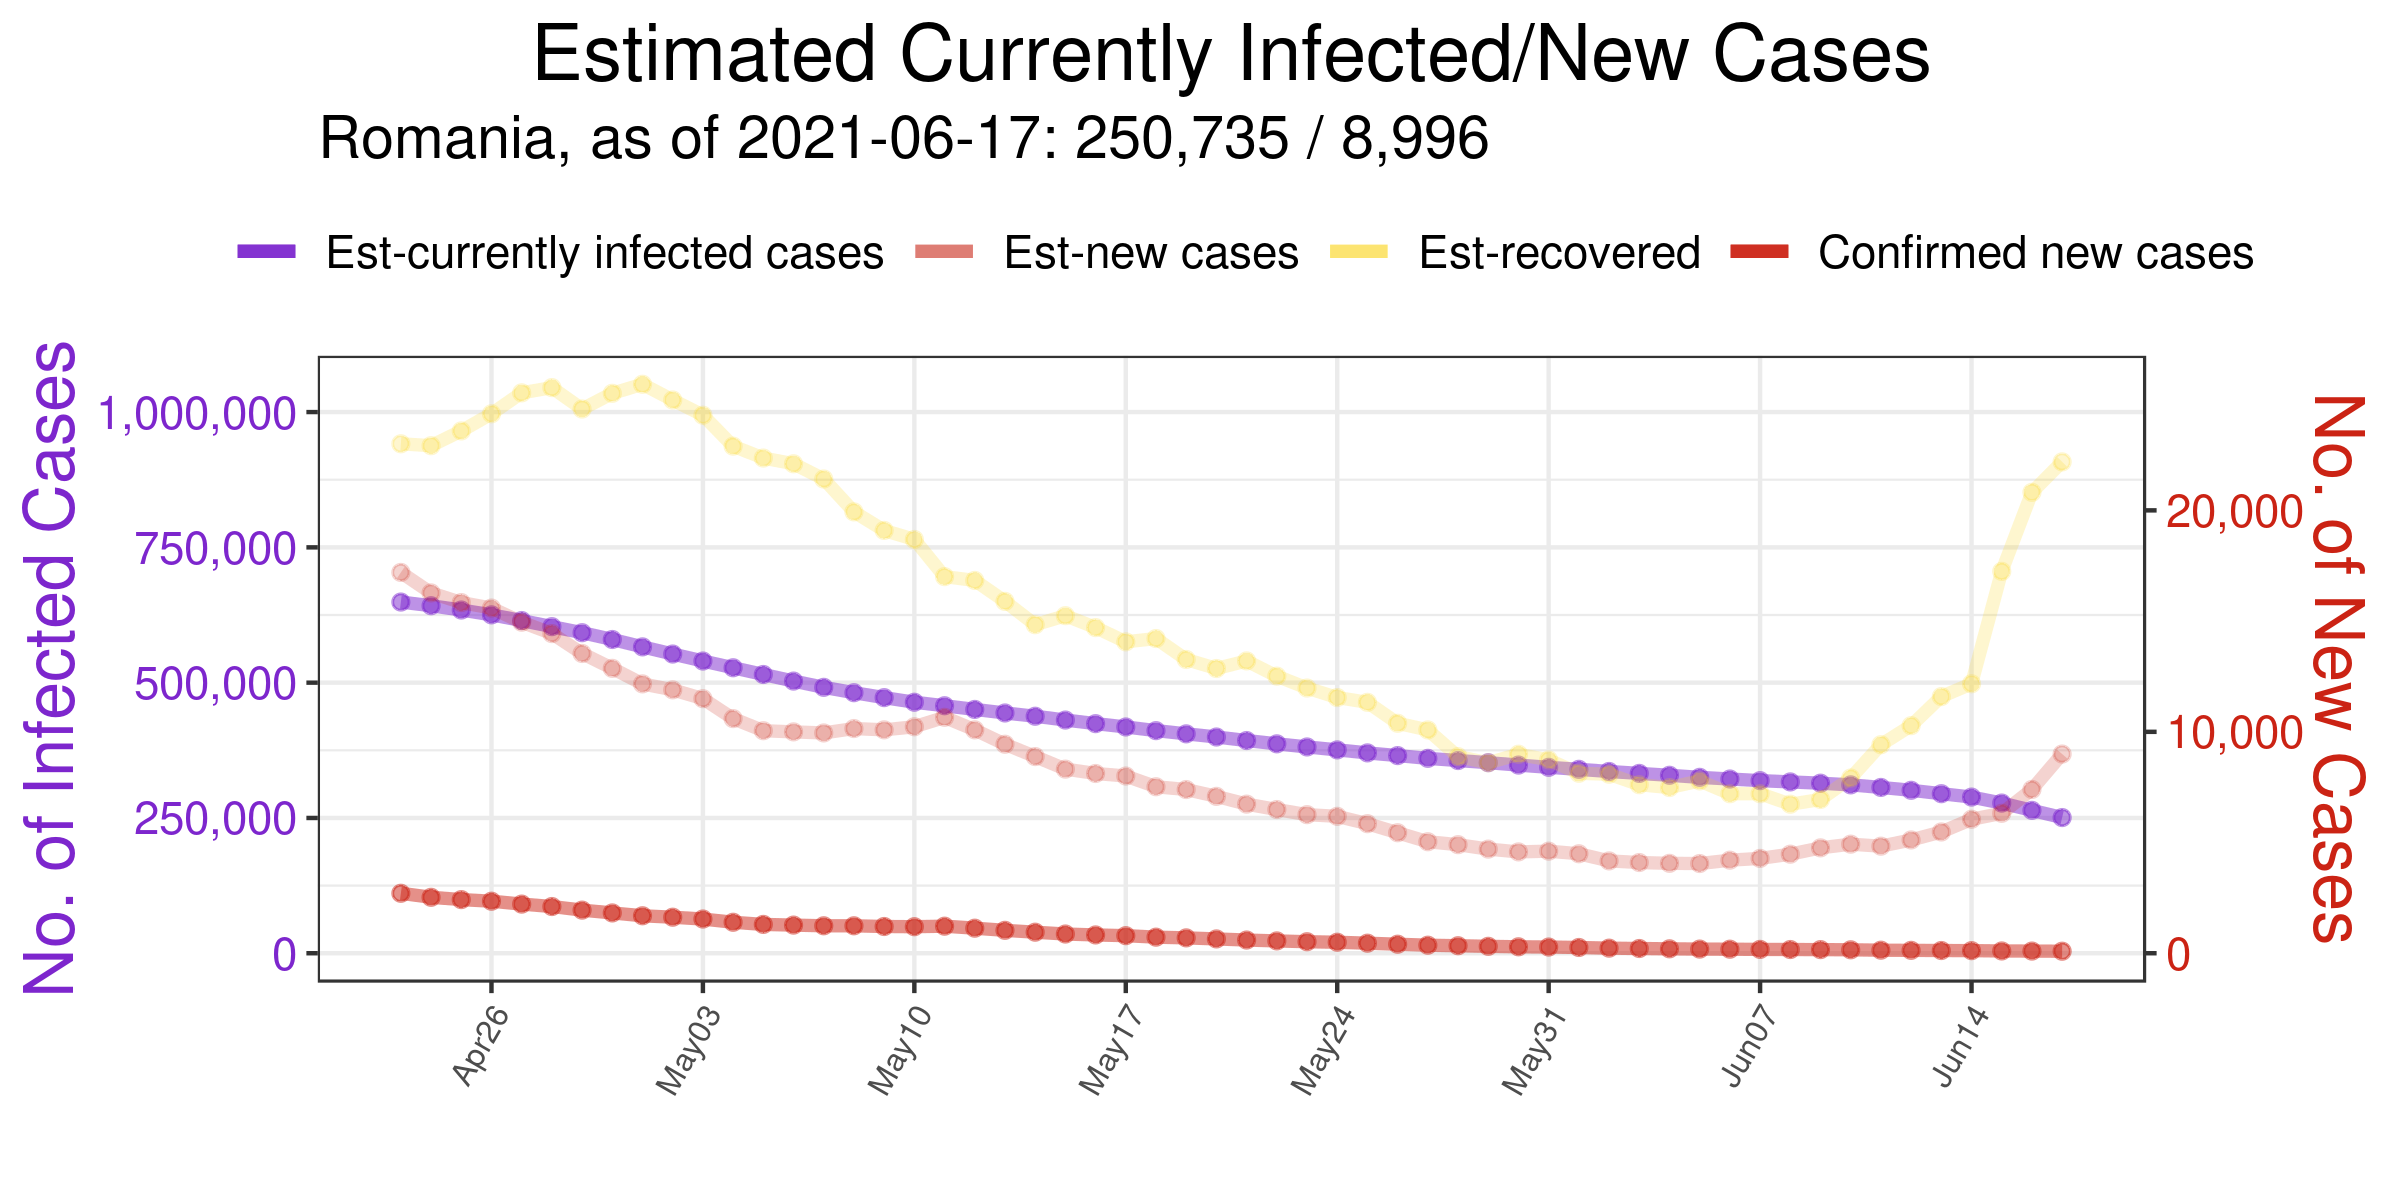 Estimated Currently Infected/New Cases
Romania, as of 2021-06-17: 250,735 / 8,996
Est-currently infected cases Est-new cases Est-recovered Confirmed new cases
No. of Infected Cases
1,000,000
750,000
500,000
250,000
0
20,000
10,000
0
No. of New Cases
Apr26 May03 May10 May17 May24 May31 Jun07 Jun14